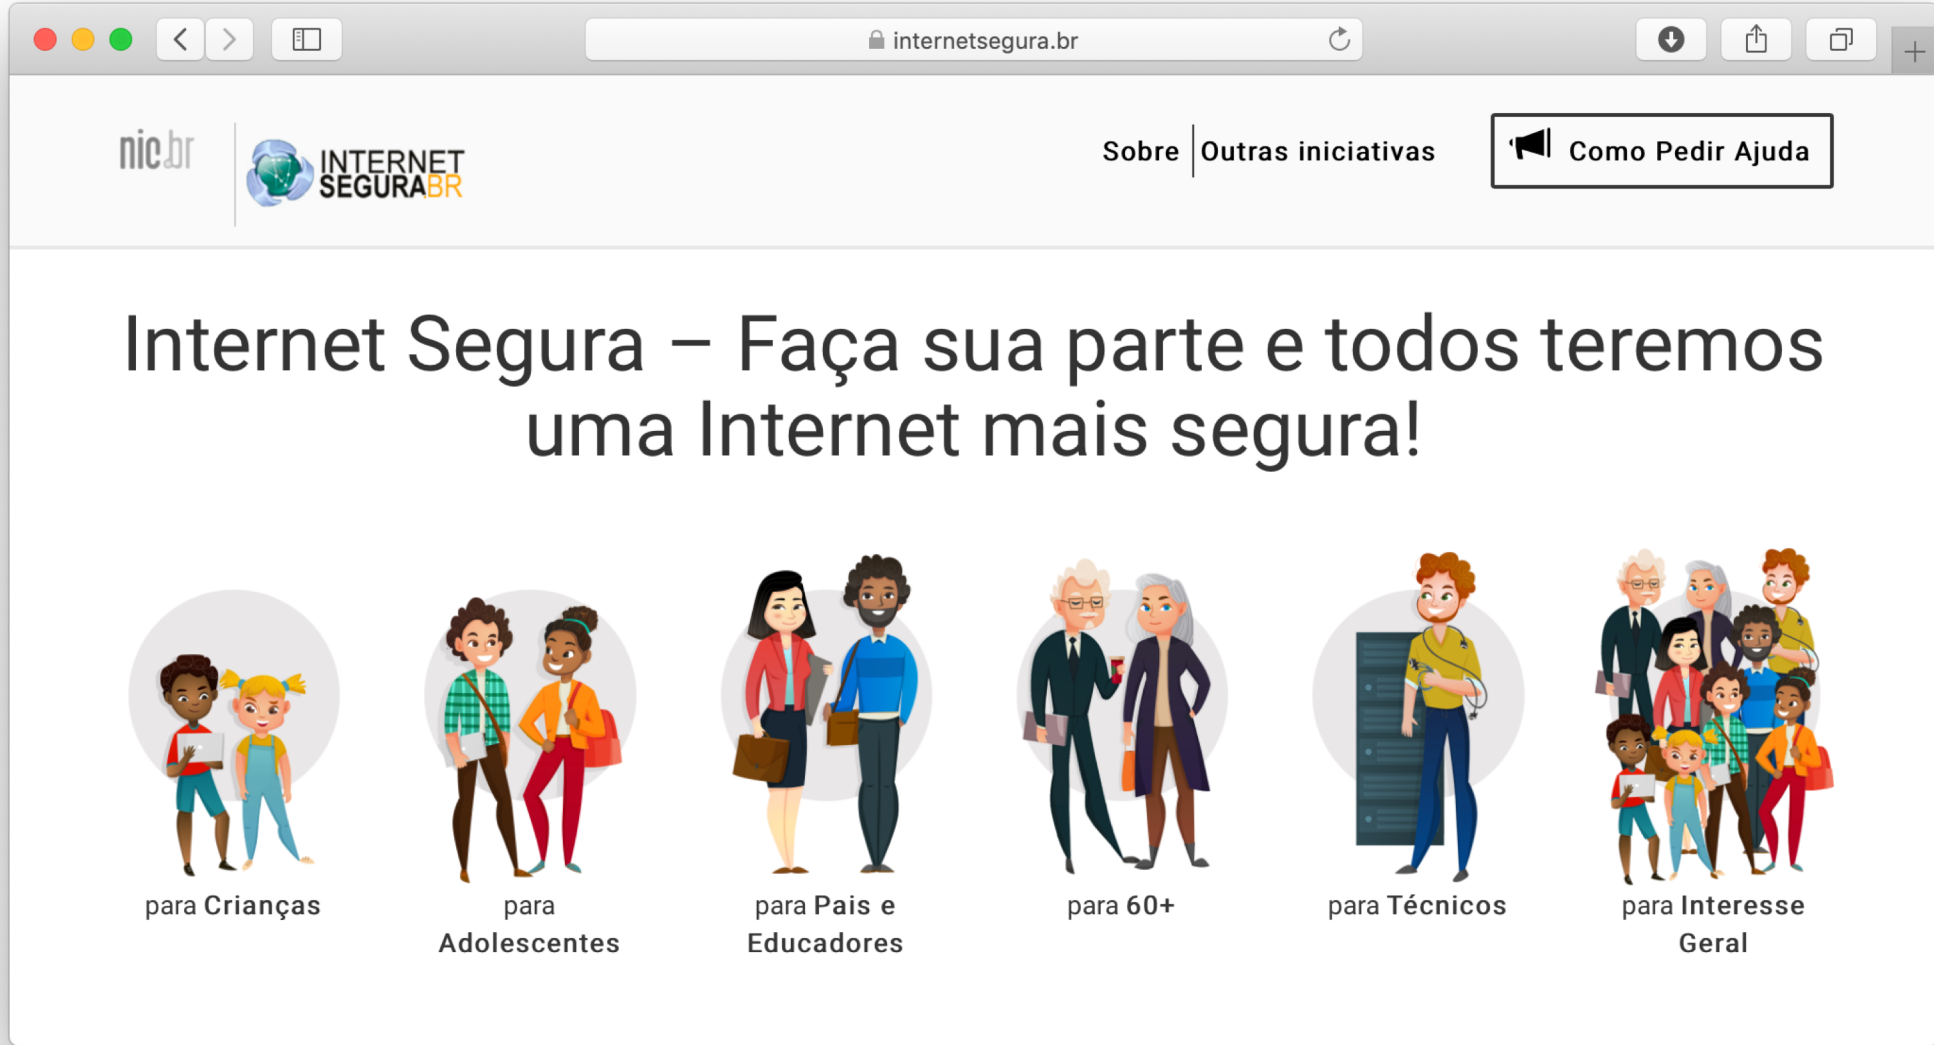 internetsegura.br
nic.br
INTERNET
SEGURABR
Sobre
Outras iniciativas
Como Pedir Ajuda
Internet Segura – Faça sua parte e todos teremos
uma Internet mais segura!
para Crianças
para
Adolescentes
para Pais e
Educadores
para 60+
para Técnicos
para Interesse
Geral